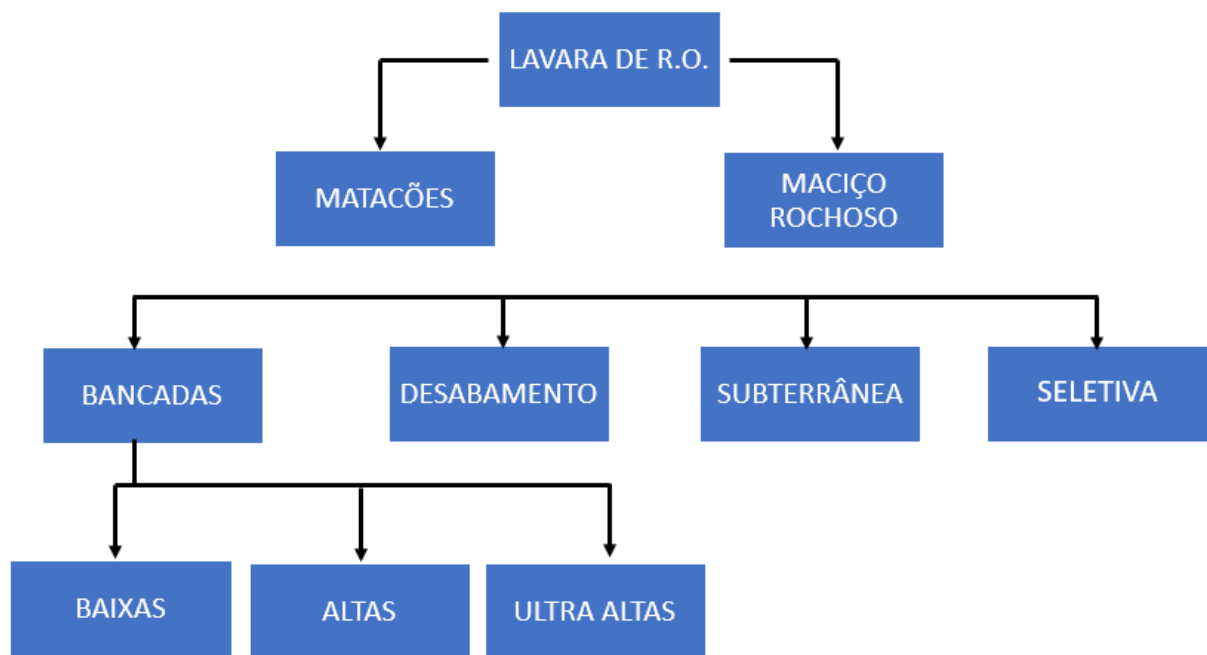 LAVARA DE R.O.
MATACÕES
MACIÇO
ROCHOSO
BANCADAS
DESABAMENTO
SUBTERRÂNEA
SELETIVA
BAIXAS
ALTAS
ULTRA ALTAS